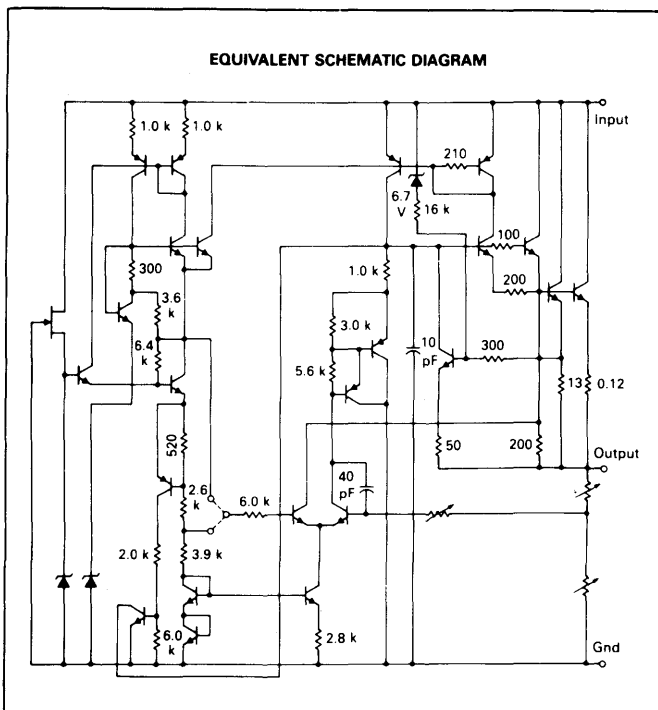 EQUIVALENT SCHEMATIC DIAGRAM
Input
1.0 k
1.0 k
210
6.7
V
16 k
100
300
1.0 k
200
3.6
k
3.0 k
10
pF
300
6.4
k
5.6 k
13
0.12
520
50
200
Output
2.6
k
6.0 k
40
pF
2.0 k
3.9 k
6.0
k
2.8 k
Gnd